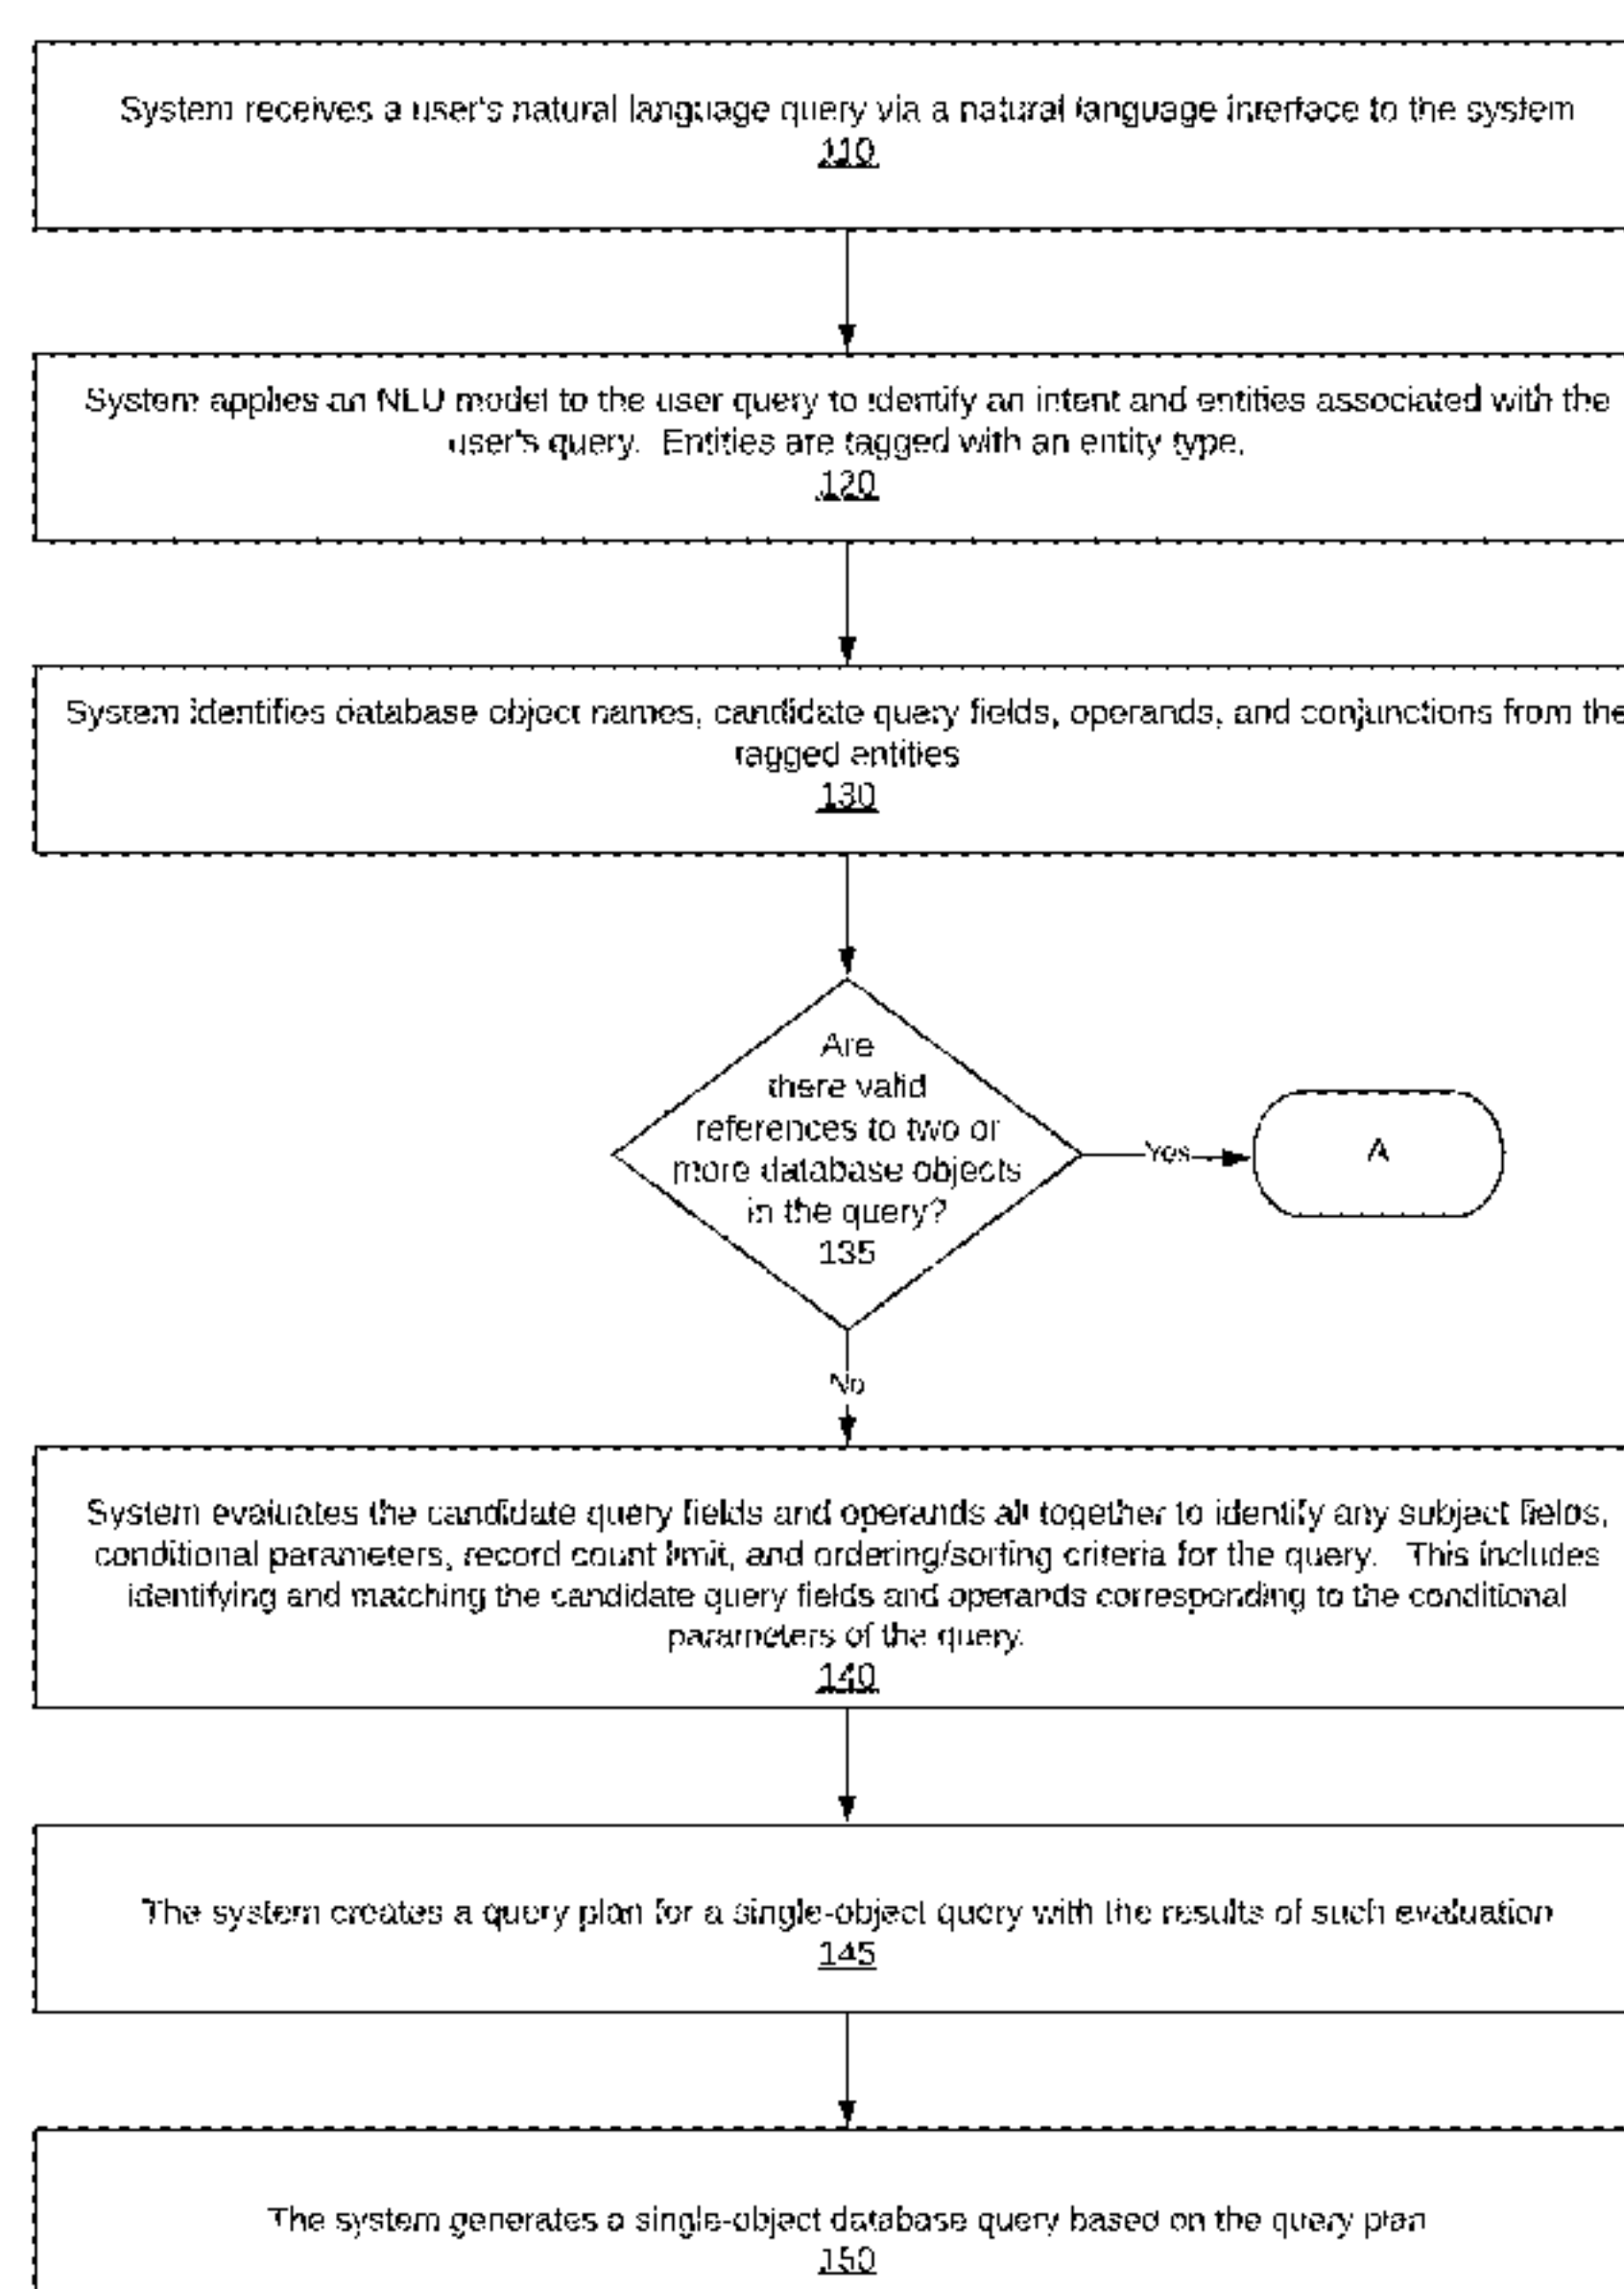 System receives a user's natural language query via a natural language interface to the system
110
System applies an NLU model to the user query to identify an intent and entities associated with the
user's query. Entities are tagged with an entity type.
120
System identifies database object names, candidate query fields, operands, and conjunctions from the
tagged entities
130
Are
there valid
references to two or
more database objects
in the query?
135
Yes
A
No
System evaluates the candidate query fields and operands all together to identify any subject fields,
conditional parameters, record count limit, and ordering/sorting criteria for the query. This includes
identifying and matching the candidate query fields and operands corresponding to the conditional
parameters of the query.
140
The system creates a query plan for a single-object query with the results of such evaluation
145
The system generates a single-object database query based on the query plan
150